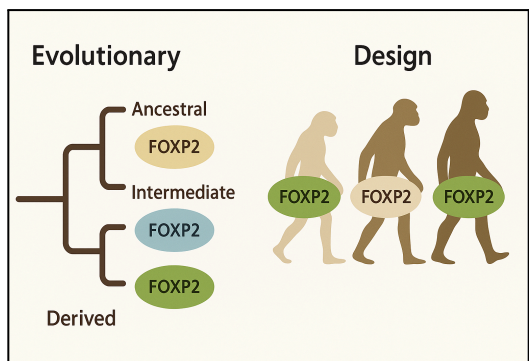 Evolutionary
Ancestral
FOXP2
Intermediate
FOXP2
FOXP2
Derived
Design
FOXP2
FOXP2
FOXP2